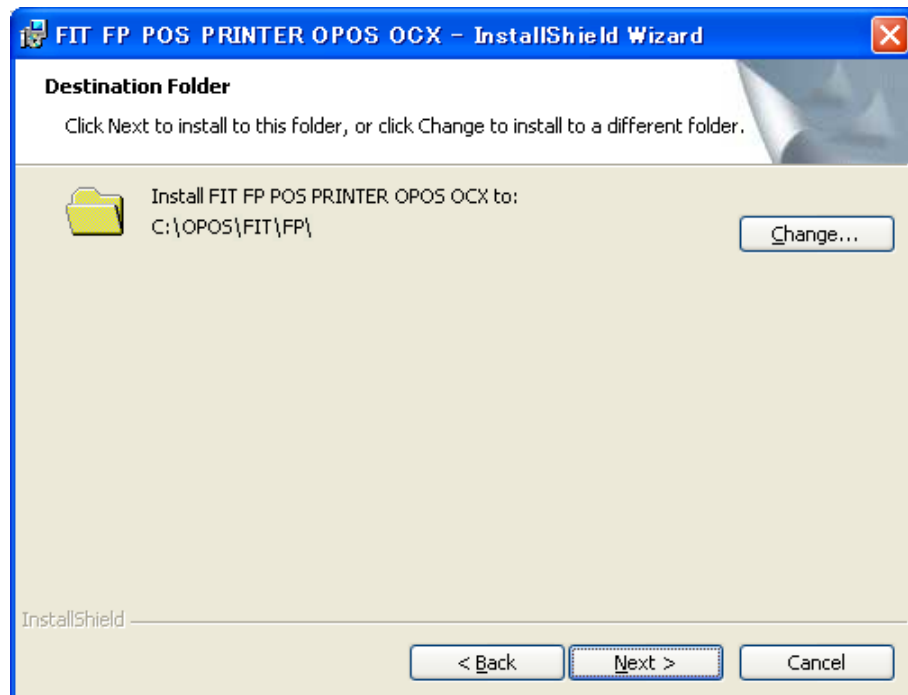 FIT FP POS PRINTER OPOS OCX - InstallShield Wizard
Destination Folder
Click Next to install to this folder, or click Change to install to a different folder.
Install FIT FP POS PRINTER OPOS OCX to:
C:\OPOS\FIT\FP\
Change...
InstallShield
< Back
Next >
Cancel